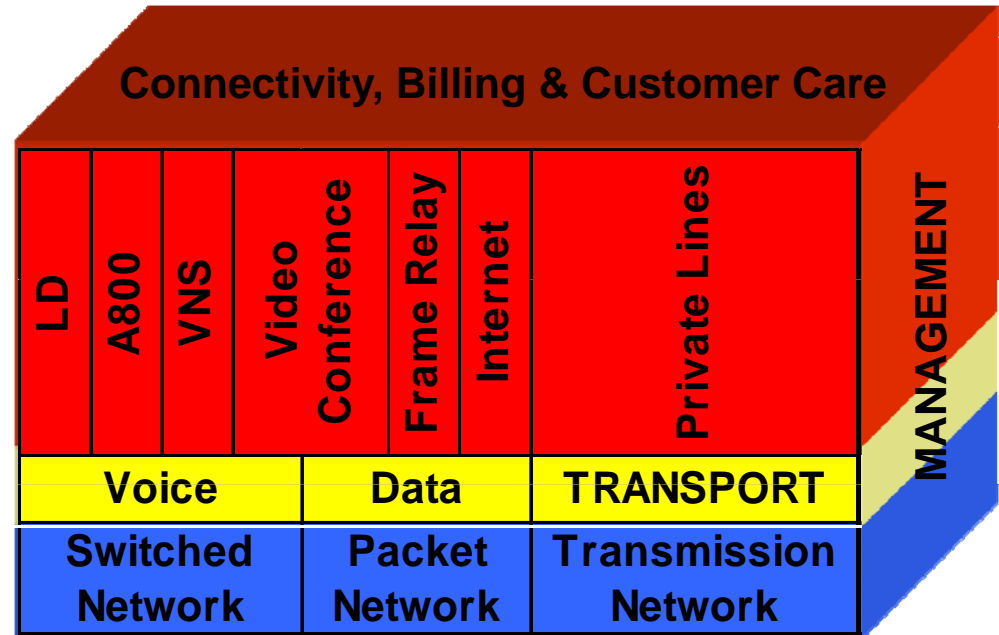 Connectivity, Billing & Customer Care
LD
A800
VNS
Video
Conference
Frame Relay
Internet
Private Lines
MANAGEMENT
Voice
Data
TRANSPORT
Switched
Network
Packet
Network
Transmission
Network